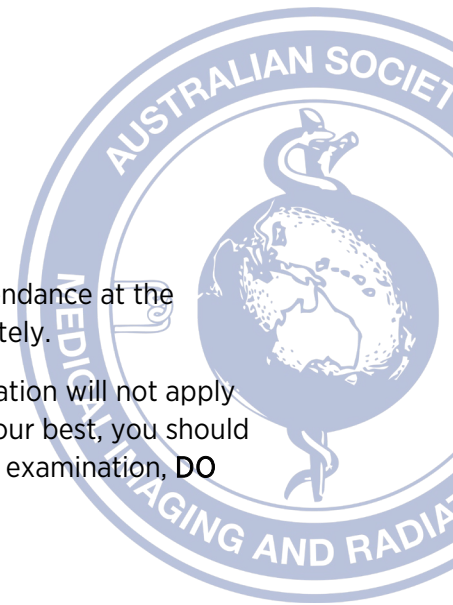 AUSTRALIAN SOCIET
MEDICAL IMAGING AND RADIAT
ndance at the
tely.
ation will not apply
our best, you should
examination, DO